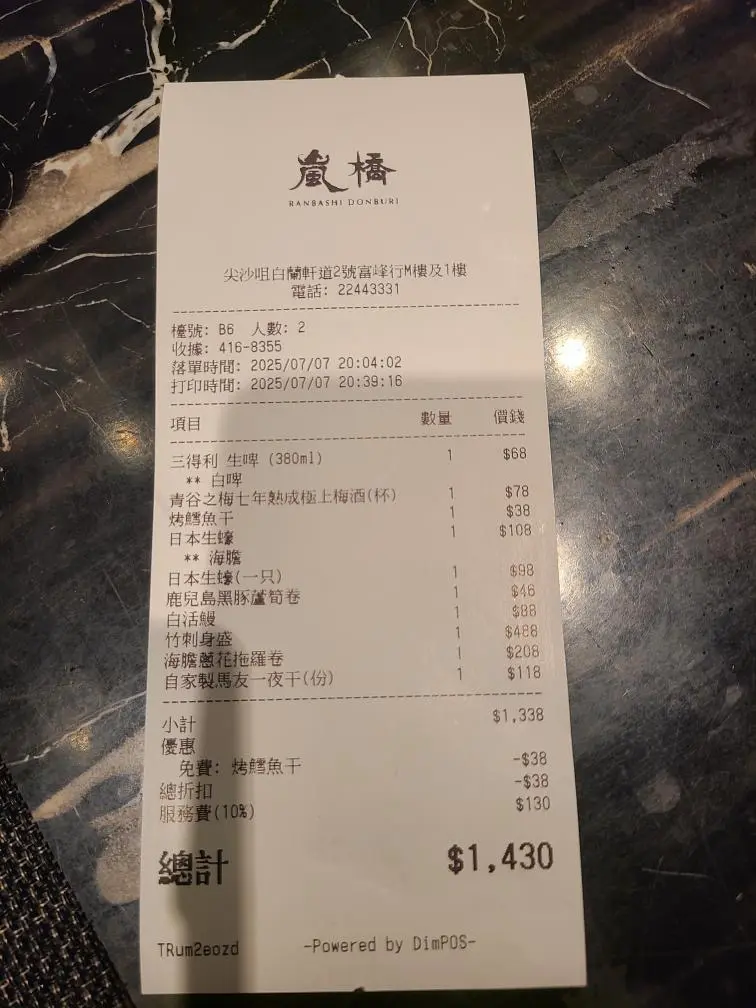 嵐橋
RANBASHI DONBURI
尖沙咀白蘭軒道2號富峰行M樓及1樓
電話: 22443331
檯號: B6 人數: 2
收據: 416-8355
落單時間: 2025/07/07 20:04:02
打印時間: 2025/07/07 20:39:16
項目 數量 價錢
三得利 生啤 (380ml) 1 $68
** 白啤
青谷之梅七年熟成極上梅酒(杯) 1 $78
烤鱈魚干 1 $38
日本生蠔 1 $108
** 海膽
日本生蠔(一只) 1 $98
鹿兒島黑豚蘆筍卷 1 $46
白活鰻 1 $88
竹刺身盛 1 $488
海膽蔥花拖羅卷 1 $208
自家製馬友一夜干(份) 1 $118
小計 $1,338
優惠
免費: 烤鱈魚干 -$38
總折扣 -$38
服務費(10%) $130
總計 $1,430
TRum2eozd -Powered by DimPOS-